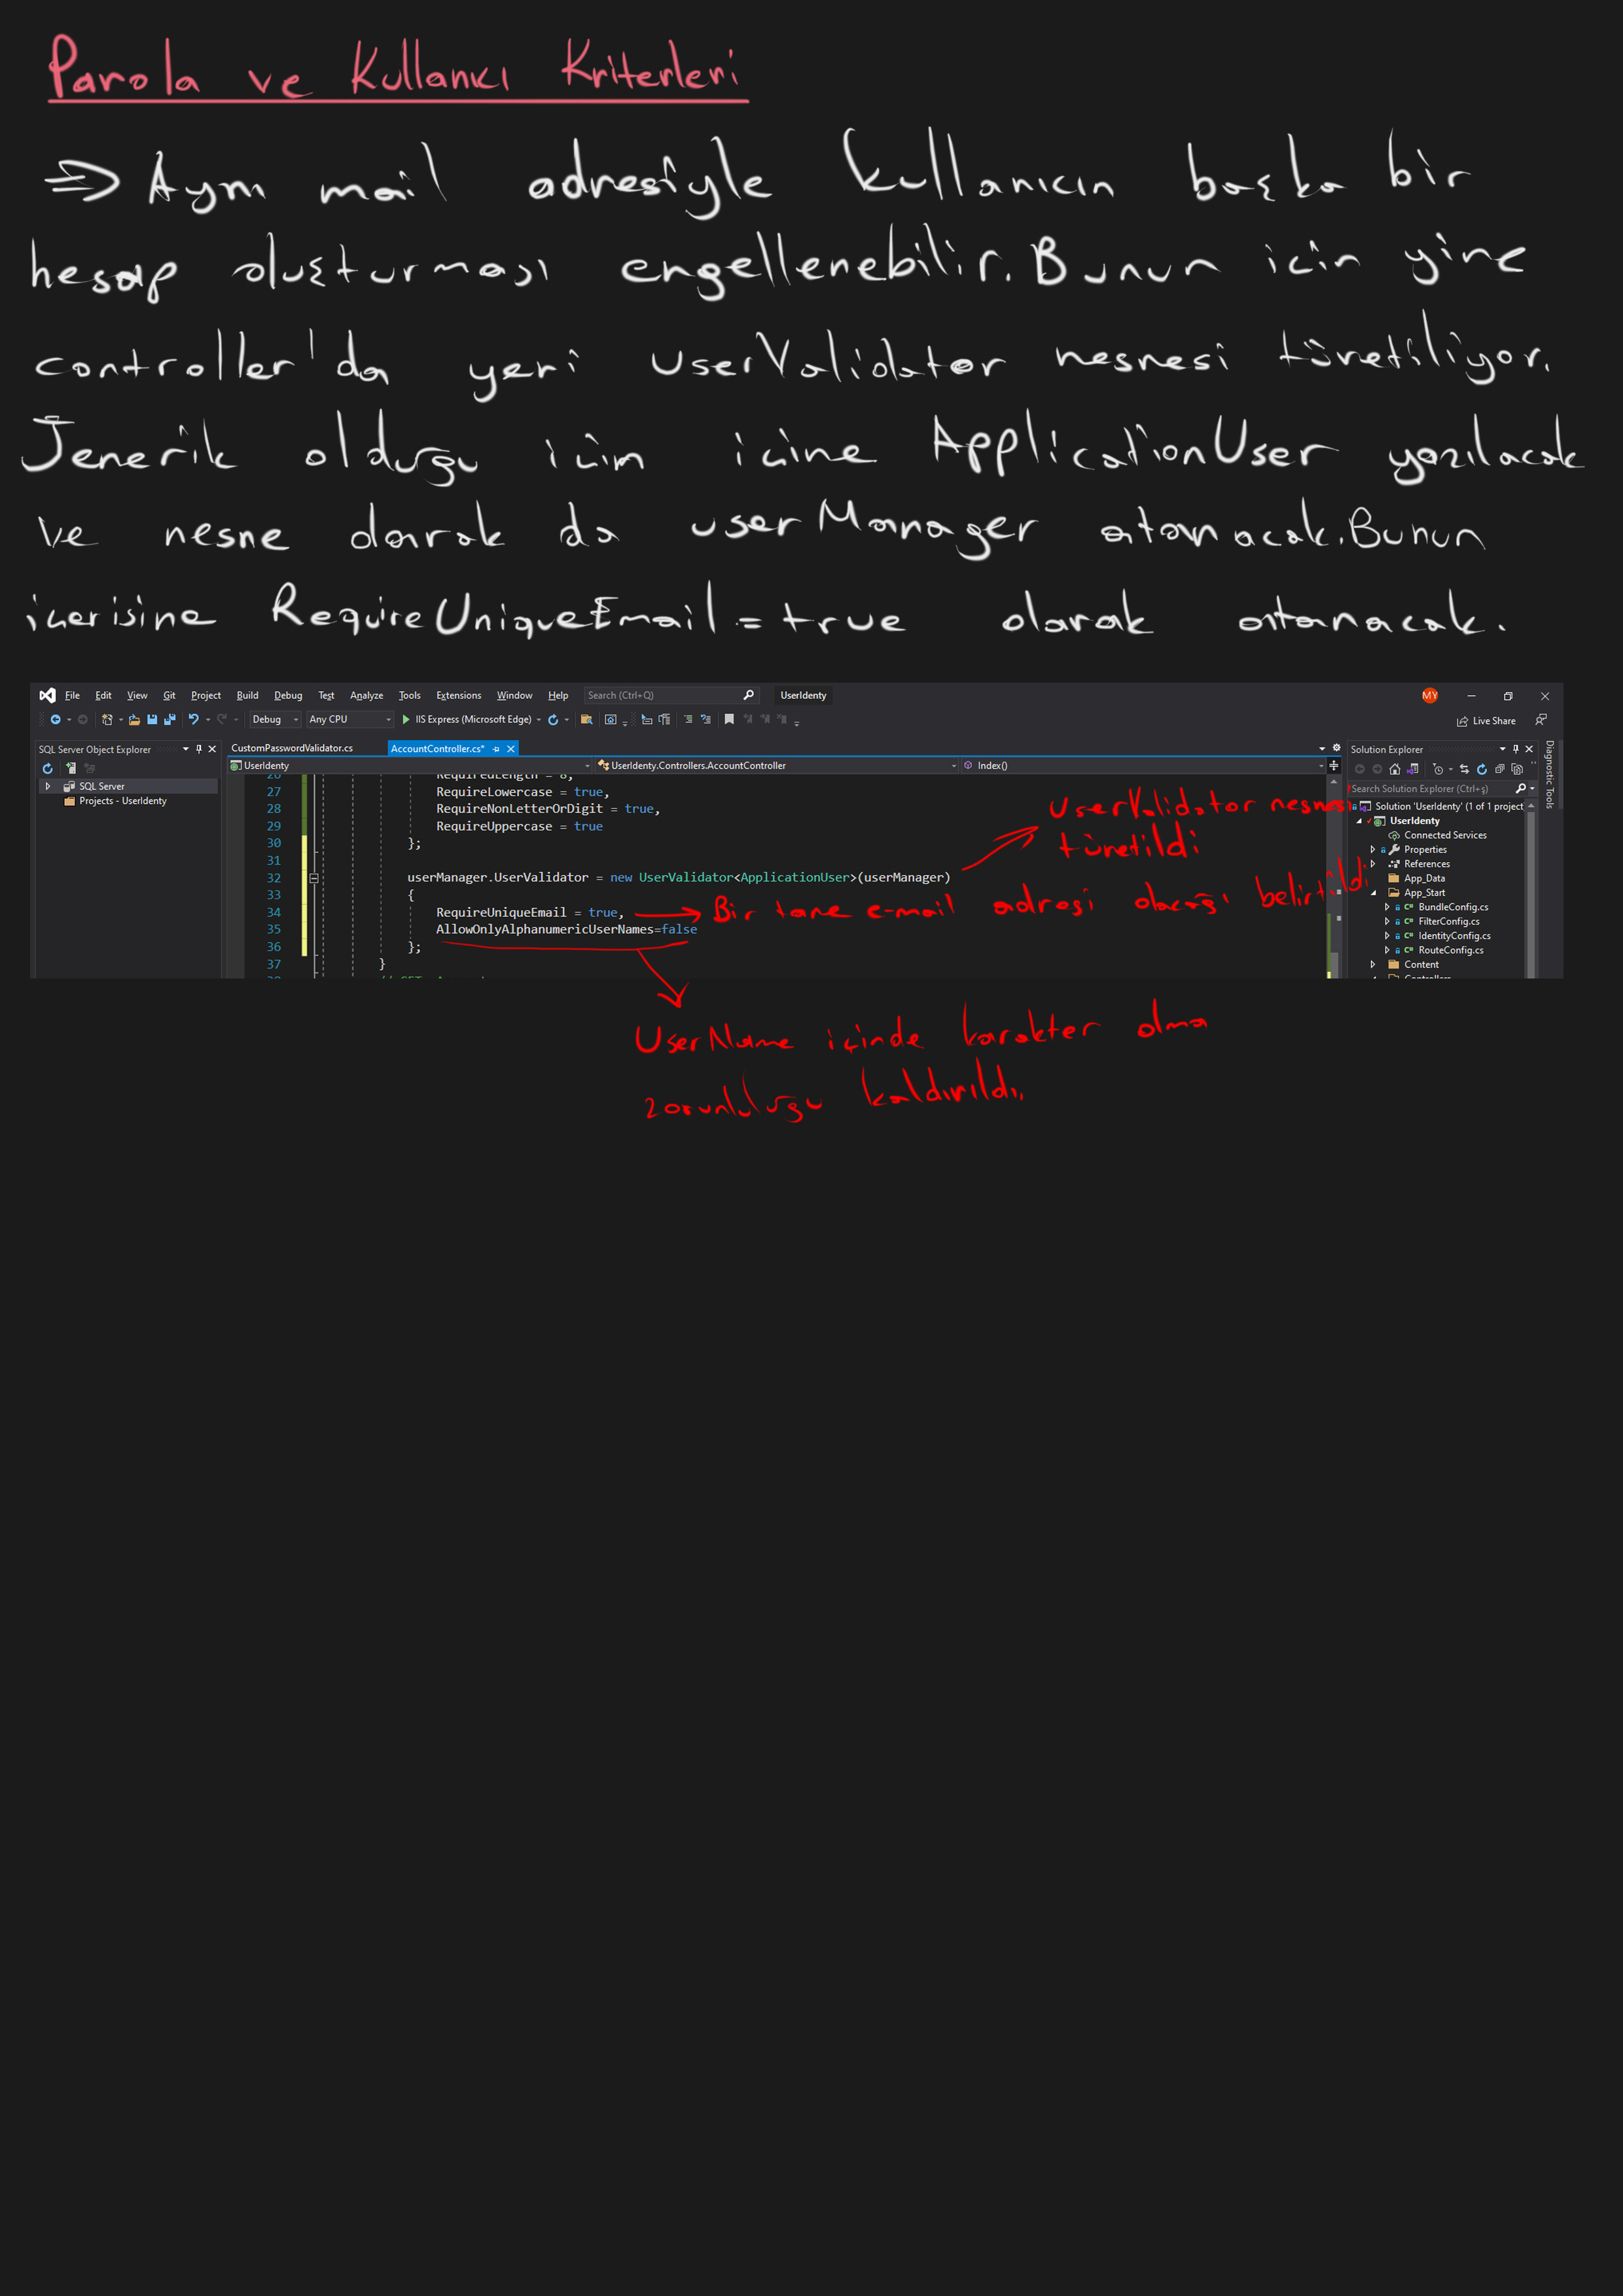 Parola ve Kullanıcı Kriterleri
⇒ Aynı mail adresiyle kullanıcın başka bir
hesap oluşturması engellenebilir. Bunun icin yine
controller'da yeni userValidator nesnesi türetiliyor.
Jenerik oldugu için icine ApplicationUser yazılacak
ve nesne olarak da userManager atanacak. Bunun
icerisine RequireUniqueEmail = true olarak atanacak.
File Edit View Git Project Build Debug Test Analyze Tools Extensions Window Help Search (Ctrl+Q) UserIdenty MY
Debug Any CPU IIS Express (Microsoft Edge) Live Share
SQL Server Object Explorer
CustomPasswordValidator.cs AccountController.cs*
Solution Explorer
Diagnostic Tools
UserIdenty UserIdenty.Controllers.AccountController Index()
SQL Server
Projects - UserIdenty
26 RequiredLength = 8,
27 RequireLowercase = true,
28 RequireNonLetterOrDigit = true,
29 RequireUppercase = true
30 };
31
32 userManager.UserValidator = new UserValidator<ApplicationUser>(userManager)
33 {
34 RequireUniqueEmail = true,
35 AllowOnlyAlphanumericUserNames=false
36 };
37 }
userValidator nesnesi
türetildi
Bir tane e-mail adresi olacağı belirtildi
Search Solution Explorer (Ctrl+ş)
Solution 'UserIdenty' (1 of 1 project
UserIdenty
Connected Services
Properties
References
App_Data
App_Start
BundleConfig.cs
FilterConfig.cs
IdentityConfig.cs
RouteConfig.cs
Content
Controllers
UserName içinde karakter olma
zorunlulugu kaldırıldı.